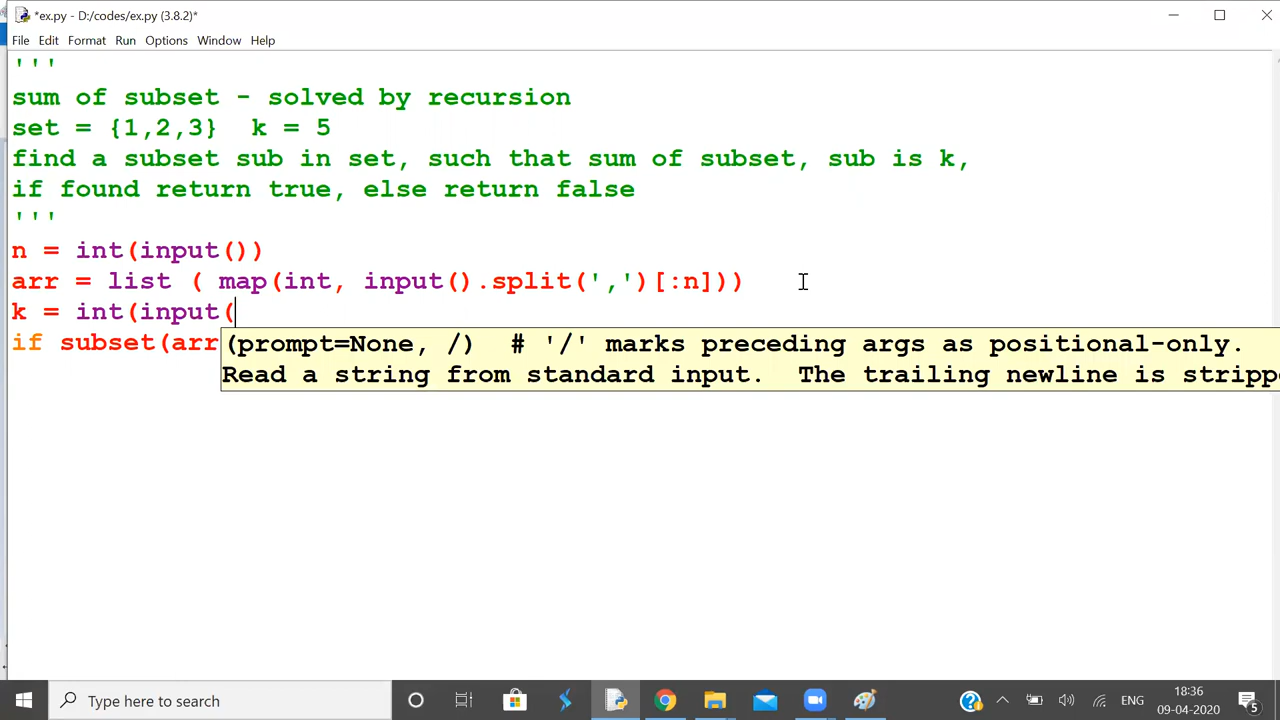 *ex.py - D:/codes/ex.py (3.8.2)*
File Edit Format Run Options Window Help
'''
sum of subset - solved by recursion
set = {1,2,3}  k = 5
find a subset sub in set, such that sum of subset, sub is k,
if found return true, else return false
'''
n = int(input())
arr = list ( map(int, input().split(',')[:n]))
k = int(input(
if subset(arr
(prompt=None, /)  # '/' marks preceding args as positional-only.
Read a string from standard input.  The trailing newline is stripp
Type here to search
ENG
18:36
09-04-2020
5